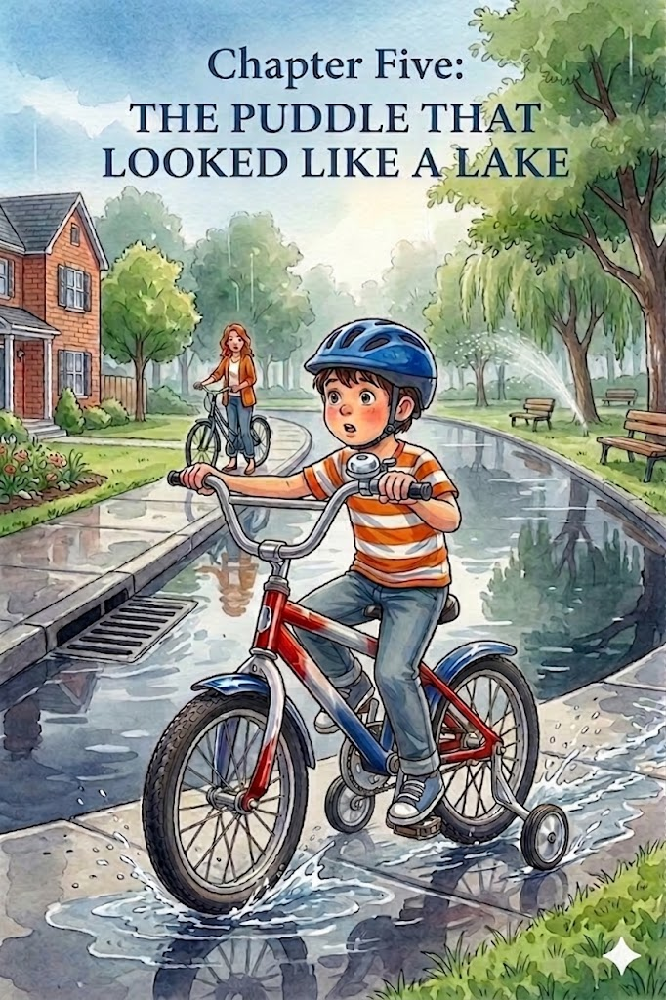 Chapter Five:
THE PUDDLE THAT
LOOKED LIKE A LAKE